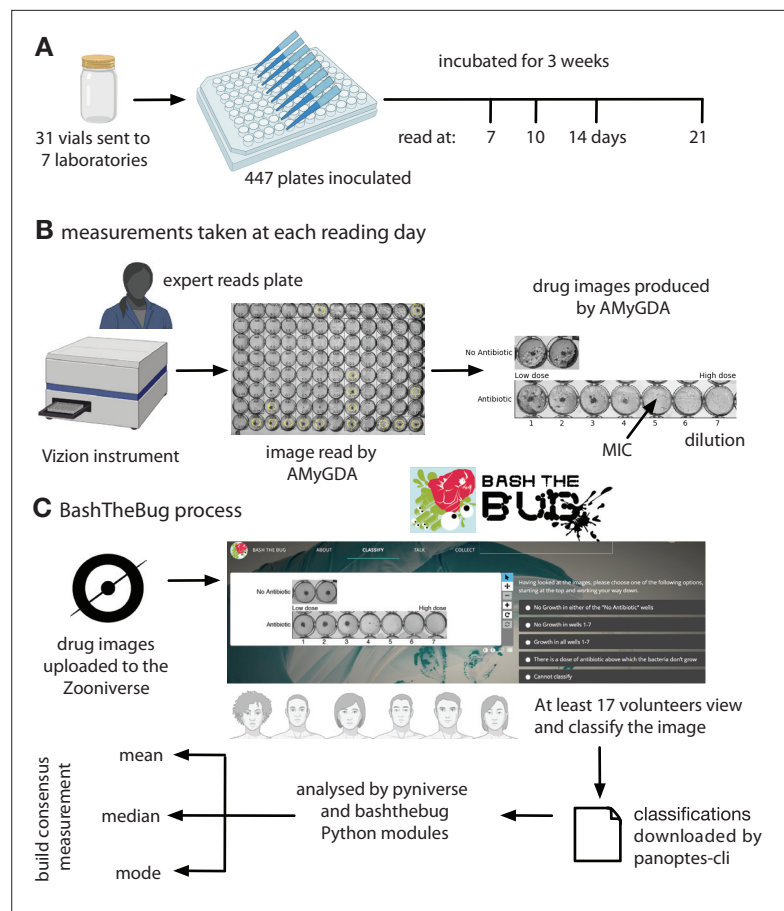 A
incubated for 3 weeks
31 vials sent to
7 laboratories
447 plates inoculated
read at:
7
10
14 days
21
B measurements taken at each reading day
expert reads plate
Vizion instrument
image read by
AMyGDA
drug images produced
by AMyGDA
No Antibiotic
Low dose
High dose
Antibiotic
1 2 3 4 5 6 7
MIC
dilution
BASH THE
BUG
C BashTheBug process
drug images
uploaded to the
Zooniverse
BASH THE BUG
ABOUT
CLASSIFY
TALK
COLLECT
No Antibiotic
Low dose
High dose
Antibiotic
1 2 3 4 5 6 7
Having looked at the images, please choose one of the following options,
starting at the top and working your way down.
No Growth in either of the "No Antibiotic" wells
No Growth in wells 1-7
Growth in all wells 1-7
There is a dose of antibiotic above which the bacteria don't grow
Cannot classify
At least 17 volunteers view
and classify the image
classifications
downloaded by
panoptes-cli
analysed by pyniverse
and bashthebug
Python modules
mean
median
mode
build consensus
measurement